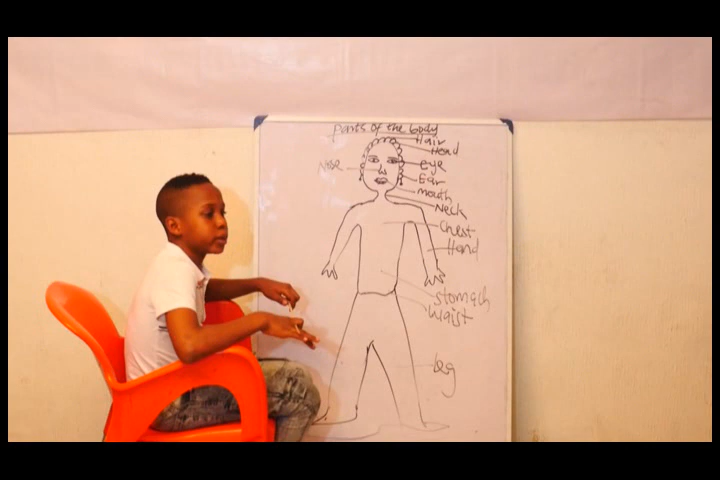 parts of the body
Hair
Head
Nose
eye
Ear
mouth
Neck
Chest
Hand
Stomach
Waist
leg